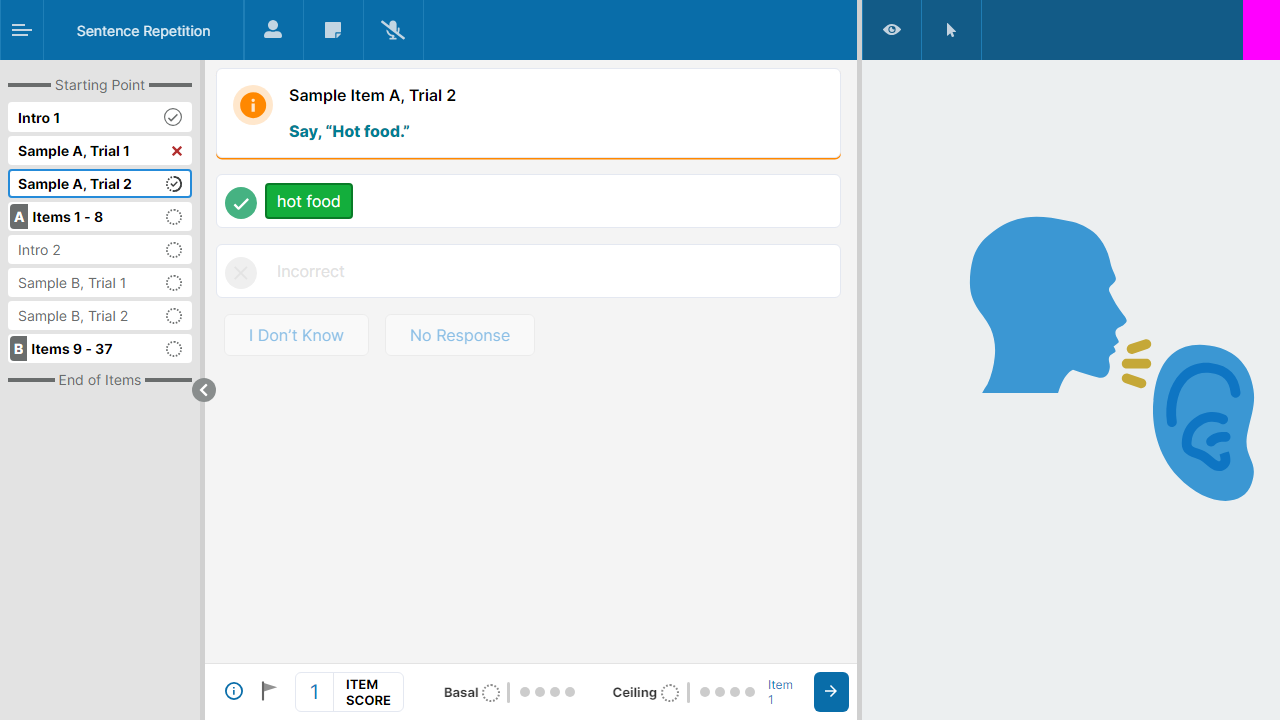 Sentence Repetition
Starting Point
Intro 1
Sample A, Trial 1
Sample A, Trial 2
A Items 1 - 8
Intro 2
Sample B, Trial 1
Sample B, Trial 2
B Items 9 - 37
End of Items
Sample Item A, Trial 2
Say, “Hot food.”
hot food
Incorrect
I Don’t Know
No Response
1
ITEM
SCORE
Basal
Ceiling
Item
1